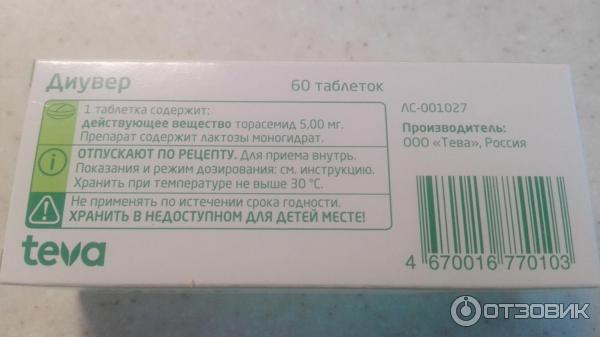 Диувер
60 таблеток
1 таблетка содержит:
действующее вещество торасемид 5,00 мг.
Препарат содержит лактозы моногидрат.
ОТПУСКАЮТ ПО РЕЦЕПТУ. Для приема внутрь.
Показания и режим дозирования: см. инструкцию.
Хранить при температуре не выше 30 °С.
Не применять по истечении срока годности.
ХРАНИТЬ В НЕДОСТУПНОМ ДЛЯ ДЕТЕЙ МЕСТЕ!
teva
ЛС-001027
Производитель:
ООО «Тева», Россия
4 670016 770103
ОТЗОВИК